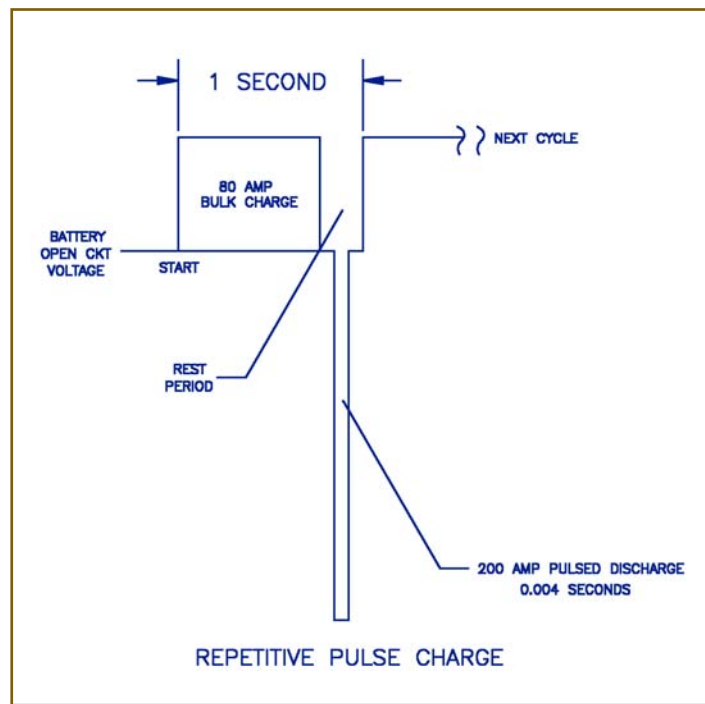 1 SECOND
NEXT CYCLE
80 AMP
BULK CHARGE
BATTERY
OPEN CKT
VOLTAGE
START
REST
PERIOD
200 AMP PULSED DISCHARGE
0.004 SECONDS
REPETITIVE PULSE CHARGE